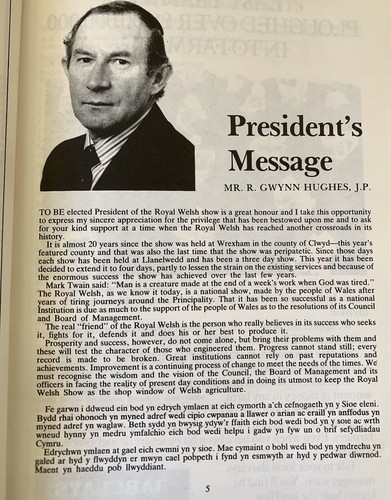 President's
Message
MR. R. GWYNN HUGHES, J.P.
TO BE elected President of the Royal Welsh show is a great honour and I take this opportunity
to express my sincere appreciation for the privilege that has been bestowed upon me and to ask
for your kind support at a time when the Royal Welsh has reached another crossroads in its
history.
It is almost 20 years since the show was held at Wrexham in the county of Clwyd—this year's
featured county and that was also the last time that the show was peripatetic. Since those days
each show has been held at Llanelwedd and has been a three day show. This year it has been
decided to extend it to four days, partly to lessen the strain on the existing services and because of
the enormous success the show has achieved over the last few years.
Mark Twain said: "Man is a creature made at the end of a week's work when God was tired."
The Royal Welsh, as we know it today, is a national show, made by the people of Wales after
years of tiring journeys around the Principality. That it has been so successful as a national
Institution is due as much to the support of the people of Wales as to the resolutions of its Council
and Board of Management.
The real "friend" of the Royal Welsh is the person who really believes in its success who seeks
it, fights for it, defends it and does his or her best to produce it.
Prosperity and success, however, do not come alone, but bring their problems with them and
these will test the character of those who engineered them. Progress cannot stand still; every
record is made to be broken. Great institutions cannot rely on past reputations and
achievements. Improvement is a continuing process of change to meet the needs of the times. We
must recognise the wisdom and the vision of the Council, the Board of Management and its
officers in facing the reality of present day conditions and in doing its utmost to keep the Royal
Welsh Show as the shop window of Welsh agriculture.
Fe garwn i ddweud ein bod yn edrych ymlaen at eich cymorth a'ch cefnogaeth yn y Sioe eleni.
Bydd rhai ohonoch yn myned adref wedi cipio cwpanau a llawer o arian ac eraill yn anffodus yn
myned adref yn waglaw. Beth sydd yn bwysig ydyw'r ffaith eich bod wedi bod yn y sioe ac wrth
wneud hynny yn medru ymfalchio eich bod wedi helpu i gadw yn fyw un o brif sefydliadau
Cymru.
Edrychwn ymlaen at gael eich cwmni yn y sioe. Mae cymaint o bobl wedi bod yn ymdrechu yn
galed ar hyd y flwyddyn er mwyn cael pobpeth i fynd yn esmwyth ar hyd y pedwar diwrnod.
Maent yn haeddu pob llwyddiant.
5